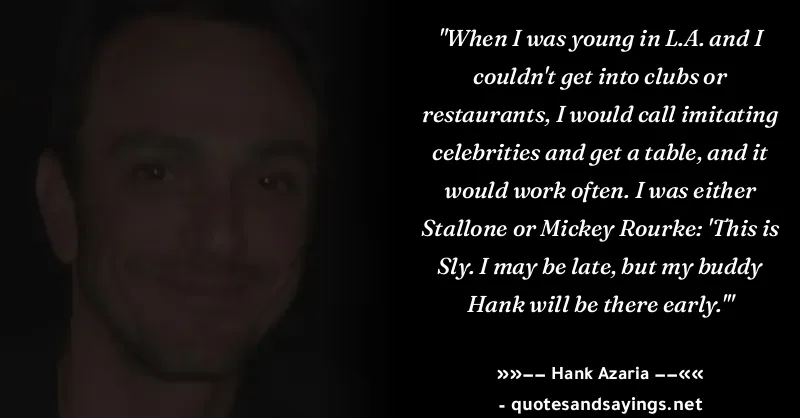 "When I was young in L.A. and I
couldn't get into clubs or
restaurants, I would call imitating
celebrities and get a table, and it
would work often. I was either
Stallone or Mickey Rourke: 'This is
Sly. I may be late, but my buddy
Hank will be there early.'"
»»−− Hank Azaria −−««
- quotesandsayings.net